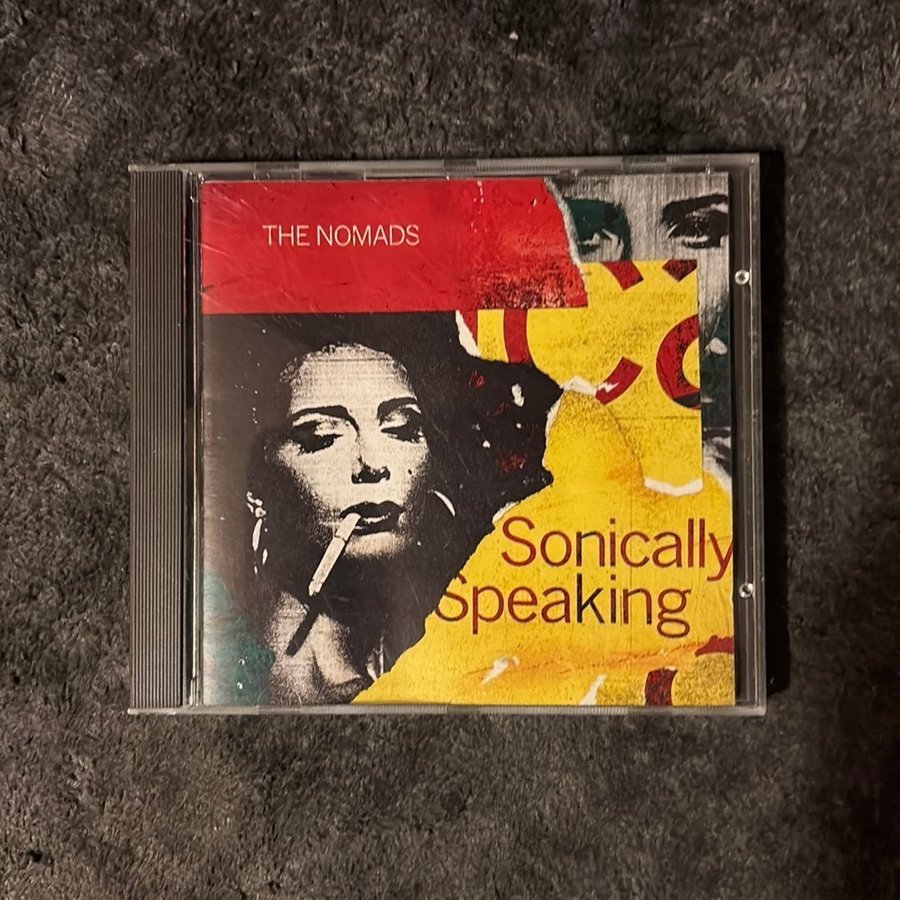 THE NOMADS
Sonically
Speaking